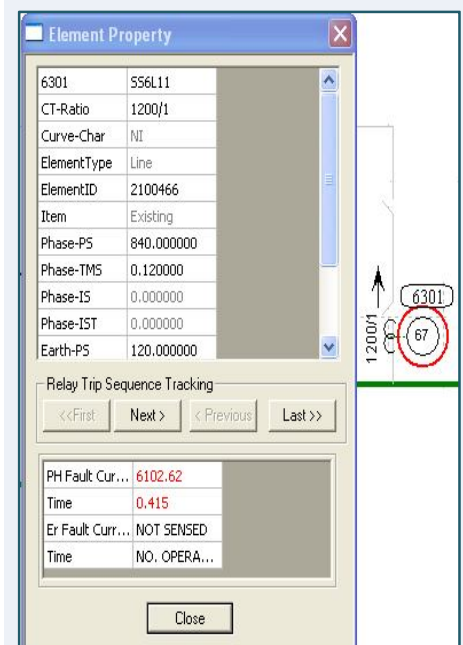 Element Property
6301 SS6L11
CT-Ratio 1200/1
Curve-Char NI
ElementType Line
ElementID 2100466
Item Existing
Phase-PS 840.000000
Phase-TMS 0.120000
Phase-IS 0.000000
Phase-IST 0.000000
Earth-PS 120.000000
Relay Trip Sequence Tracking
<<First Next > < Previous Last >>
PH Fault Cur... 6102.62
Time 0.415
Er Fault Curr... NOT SENSED
Time NO. OPERA...
Close
6301
67
1200/1